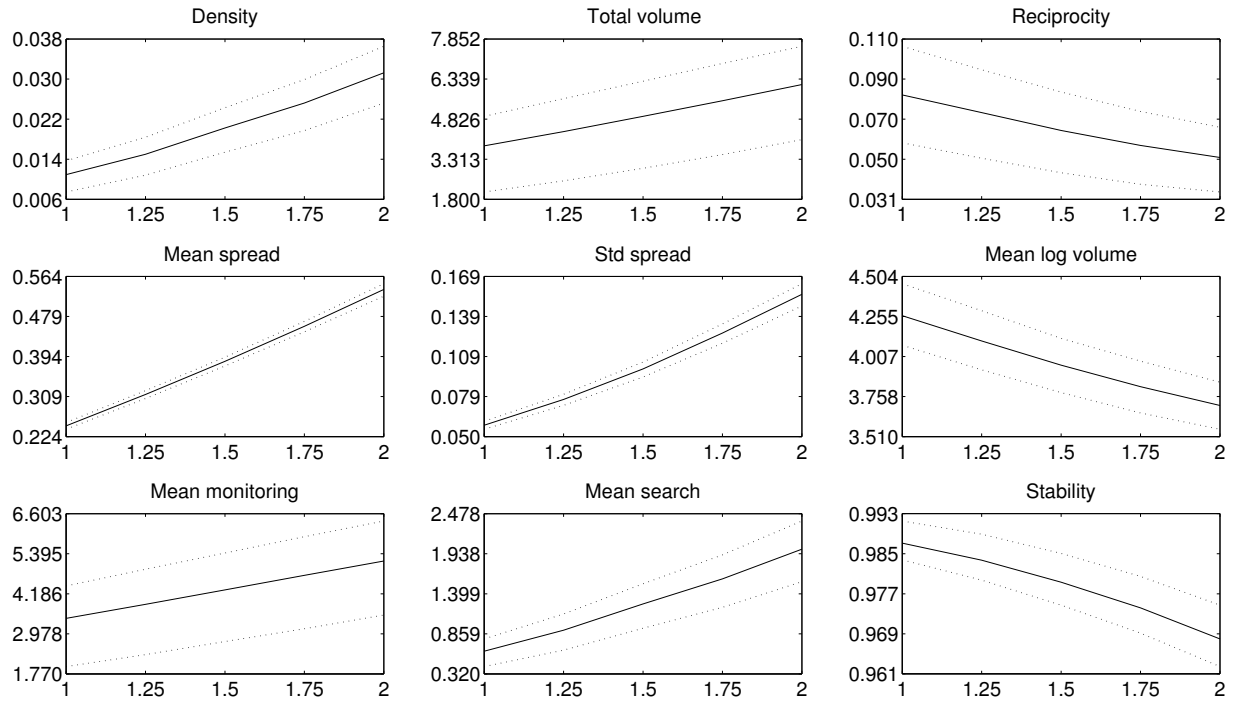 Density
0.038
0.030
0.022
0.014
0.006
1 1.25 1.5 1.75 2
Total volume
7.852
6.339
4.826
3.313
1.800
1 1.25 1.5 1.75 2
Reciprocity
0.110
0.090
0.070
0.050
0.031
1 1.25 1.5 1.75 2
Mean spread
0.564
0.479
0.394
0.309
0.224
1 1.25 1.5 1.75 2
Std spread
0.169
0.139
0.109
0.079
0.050
1 1.25 1.5 1.75 2
Mean log volume
4.504
4.255
4.007
3.758
3.510
1 1.25 1.5 1.75 2
Mean monitoring
6.603
5.395
4.186
2.978
1.770
1 1.25 1.5 1.75 2
Mean search
2.478
1.938
1.399
0.859
0.320
1 1.25 1.5 1.75 2
Stability
0.993
0.985
0.977
0.969
0.961
1 1.25 1.5 1.75 2